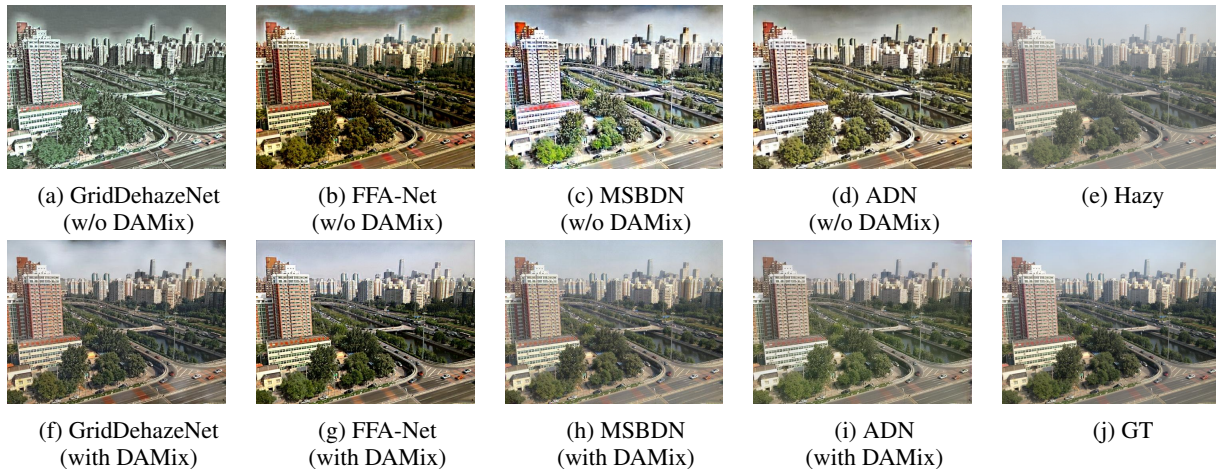 (a) GridDehazeNet
(w/o DAMix)
(b) FFA-Net
(w/o DAMix)
(c) MSBDN
(w/o DAMix)
(d) ADN
(w/o DAMix)
(e) Hazy
(f) GridDehazeNet
(with DAMix)
(g) FFA-Net
(with DAMix)
(h) MSBDN
(with DAMix)
(i) ADN
(with DAMix)
(j) GT